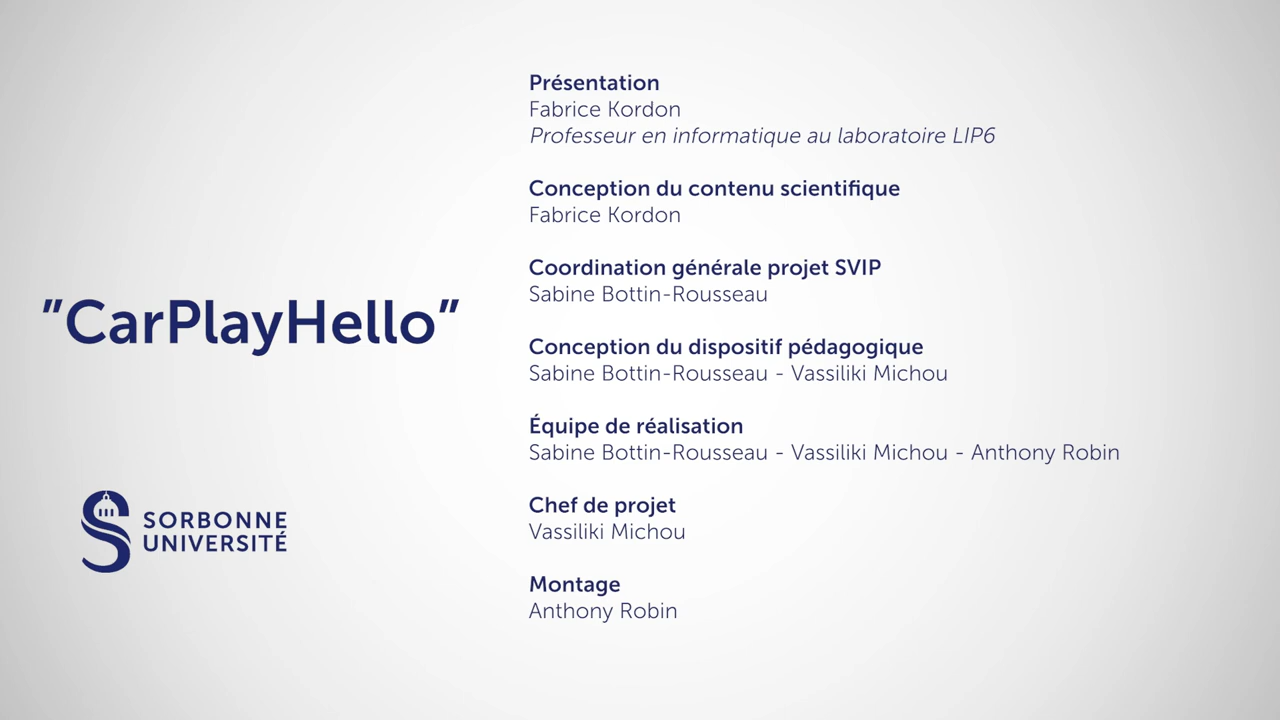 "CarPlayHello"
SORBONNE
UNIVERSITÉ
Présentation
Fabrice Kordon
Professeur en informatique au laboratoire LIP6
Conception du contenu scientifique
Fabrice Kordon
Coordination générale projet SVIP
Sabine Bottin-Rousseau
Conception du dispositif pédagogique
Sabine Bottin-Rousseau - Vassiliki Michou
Équipe de réalisation
Sabine Bottin-Rousseau - Vassiliki Michou - Anthony Robin
Chef de projet
Vassiliki Michou
Montage
Anthony Robin